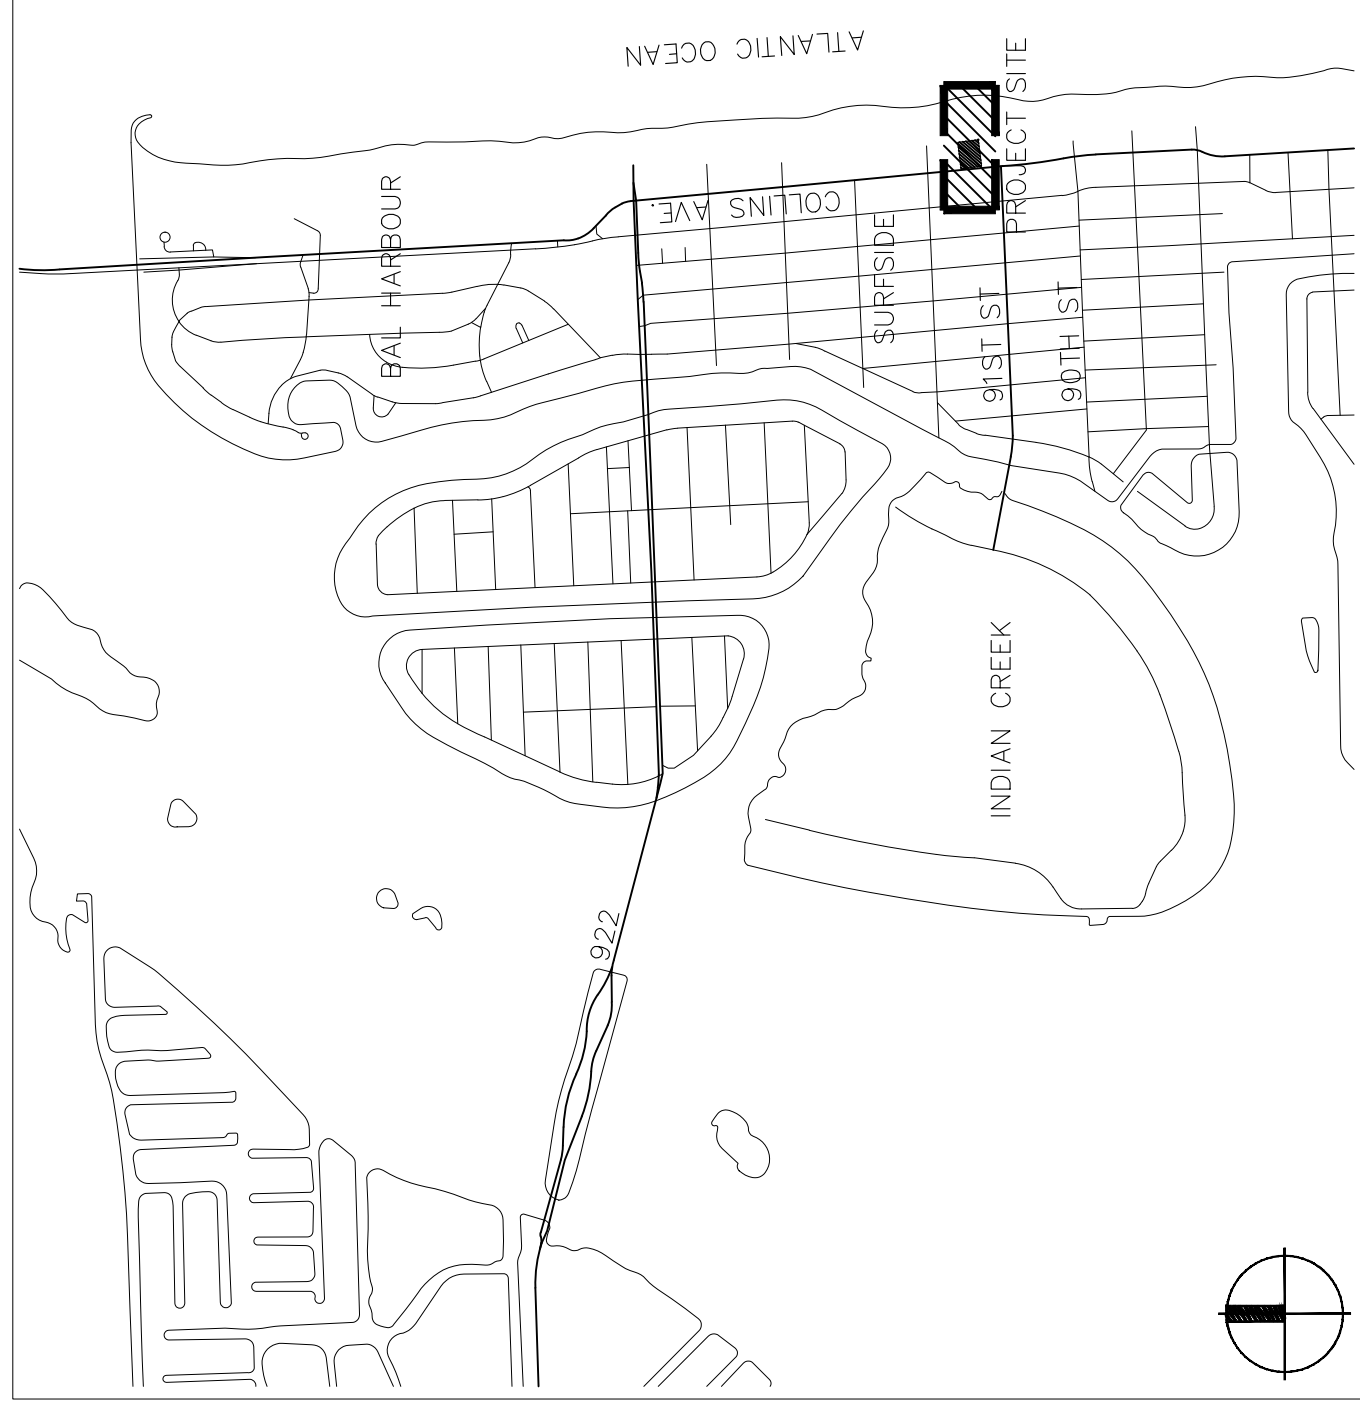 ATLANTIC OCEAN
PROJECT SITE
BAL HARBOUR
COLLINS AVE.
SURFSIDE
91ST ST
90TH ST
INDIAN CREEK
922